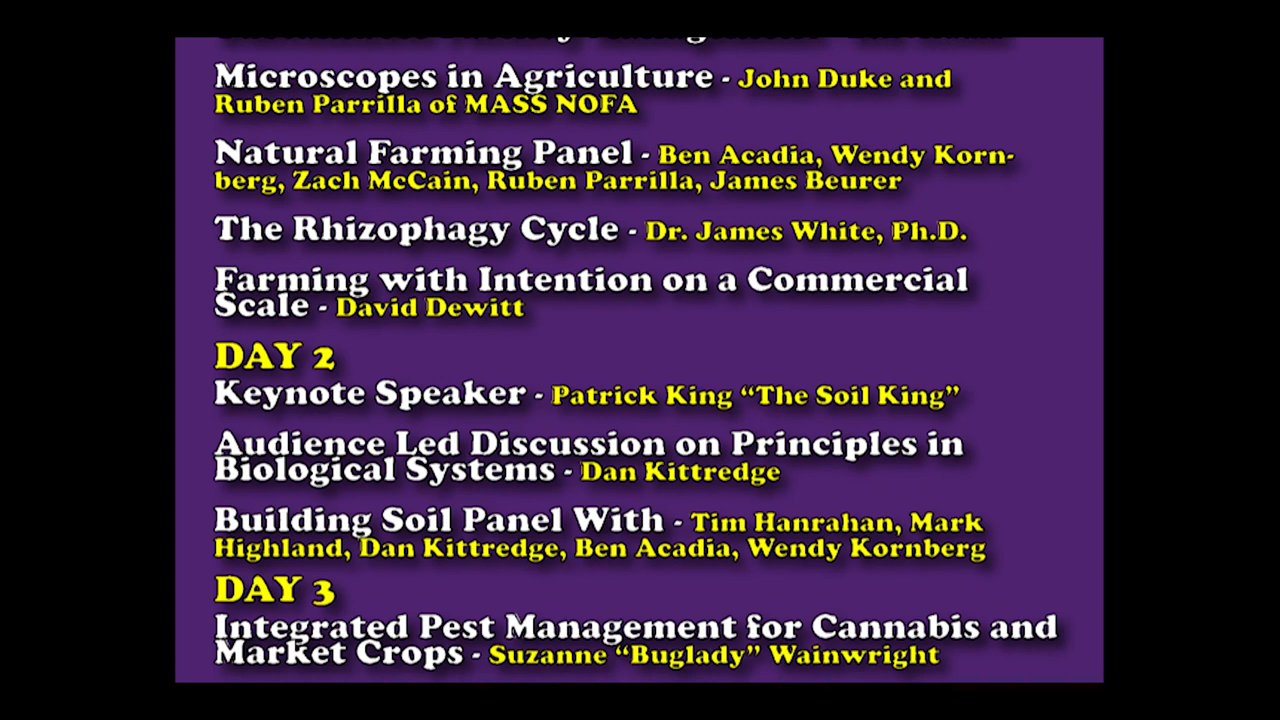 Microscopes in Agriculture - John Duke and
Ruben Parrilla of MASS NOFA
Natural Farming Panel - Ben Acadia, Wendy Korn-
berg, Zach McCain, Ruben Parrilla, James Beurer
The Rhizophagy Cycle - Dr. James White, Ph.D.
Farming with Intention on a Commercial
Scale - David Dewitt
DAY 2
Keynote Speaker - Patrick King “The Soil King”
Audience Led Discussion on Principles in
Biological Systems - Dan Kittredge
Building Soil Panel With - Tim Hanrahan, Mark
Highland, Dan Kittredge, Ben Acadia, Wendy Kornberg
DAY 3
Integrated Pest Management for Cannabis and
Market Crops - Suzanne “Buglady” Wainwright